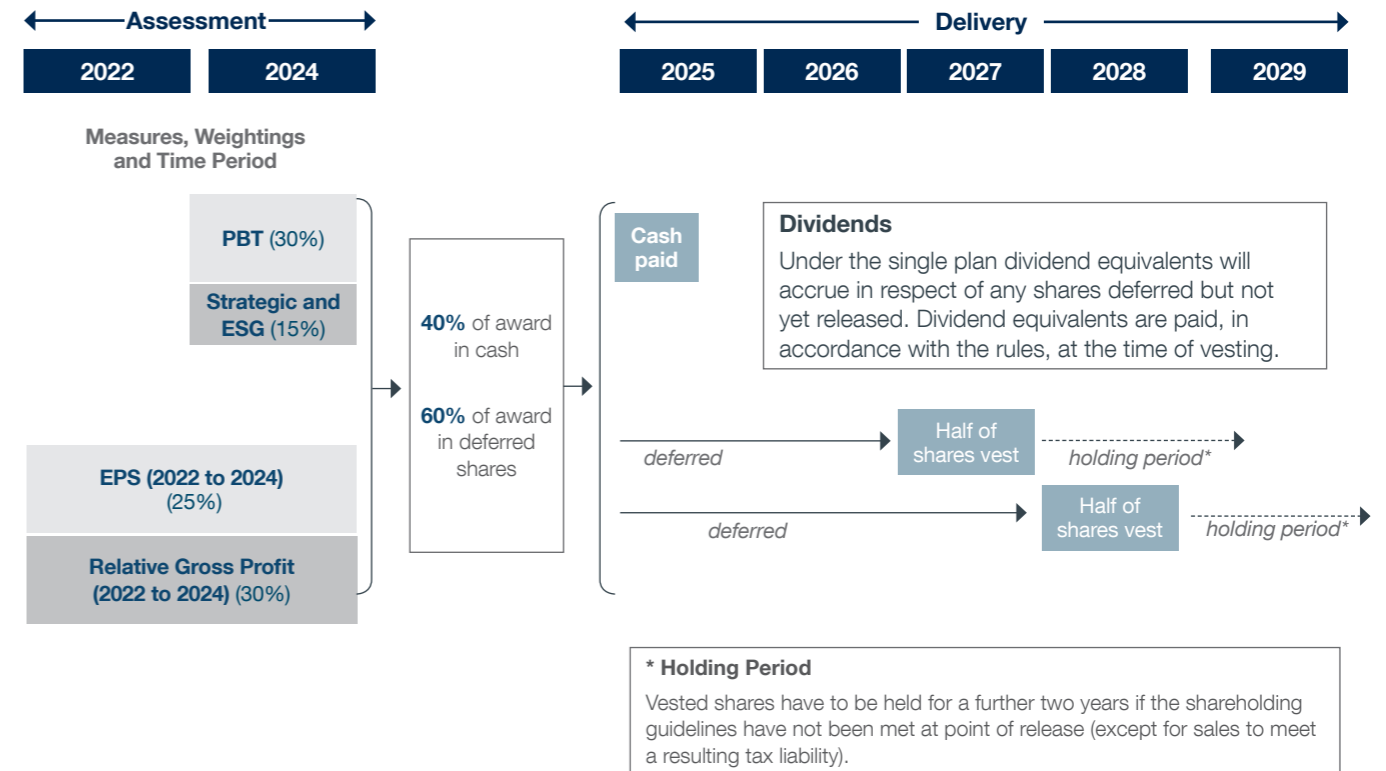 Assessment
Delivery
2022
2024
2025
2026
2027
2028
2029
Measures, Weightings
and Time Period
PBT (30%)
Strategic and
ESG (15%)
EPS (2022 to 2024)
(25%)
Relative Gross Profit
(2022 to 2024) (30%)
40% of award
in cash
60% of award
in deferred
shares
Cash
paid
Dividends
Under the single plan dividend equivalents will
accrue in respect of any shares deferred but not
yet released. Dividend equivalents are paid, in
accordance with the rules, at the time of vesting.
deferred
Half of
shares vest
holding period*
deferred
Half of
shares vest
holding period*
* Holding Period
Vested shares have to be held for a further two years if the shareholding
guidelines have not been met at point of release (except for sales to meet
a resulting tax liability).